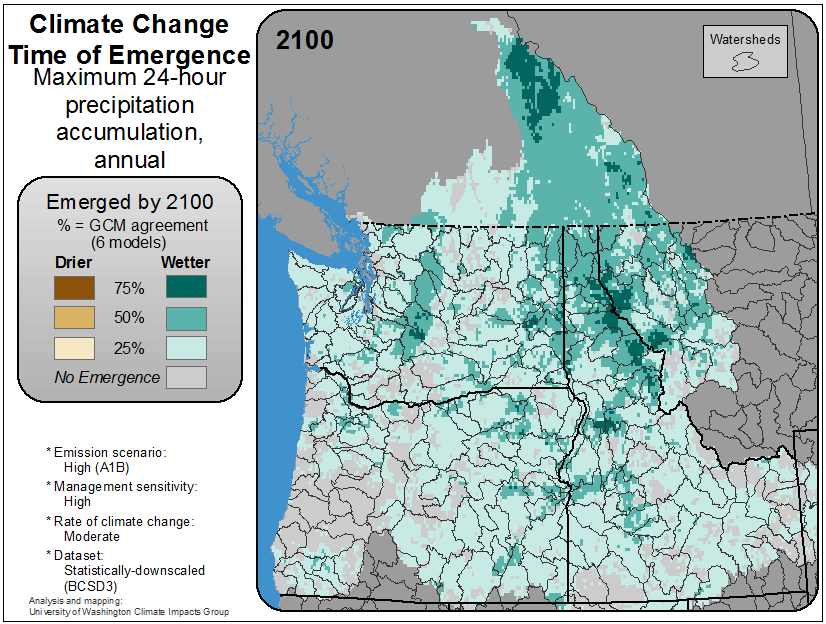 Climate Change
Time of Emergence
Maximum 24-hour
precipitation
accumulation,
annual
Emerged by 2100
% = GCM agreement
(6 models)
Drier Wetter
75%
50%
25%
No Emergence
* Emission scenario:
High (A1B)
* Management sensitivity:
High
* Rate of climate change:
Moderate
* Dataset:
Statistically-downscaled
(BCSD3)
Analysis and mapping:
University of Washington Climate Impacts Group
2100
Watersheds